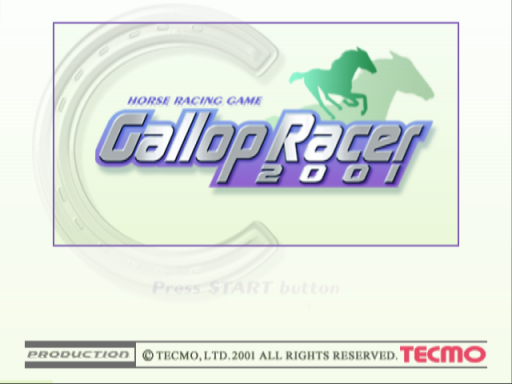 HORSE RACING GAME
Gallop Racer
2001
Press START button
PRODUCTION © TECMO, LTD. 2001 ALL RIGHTS RESERVED. TECMO